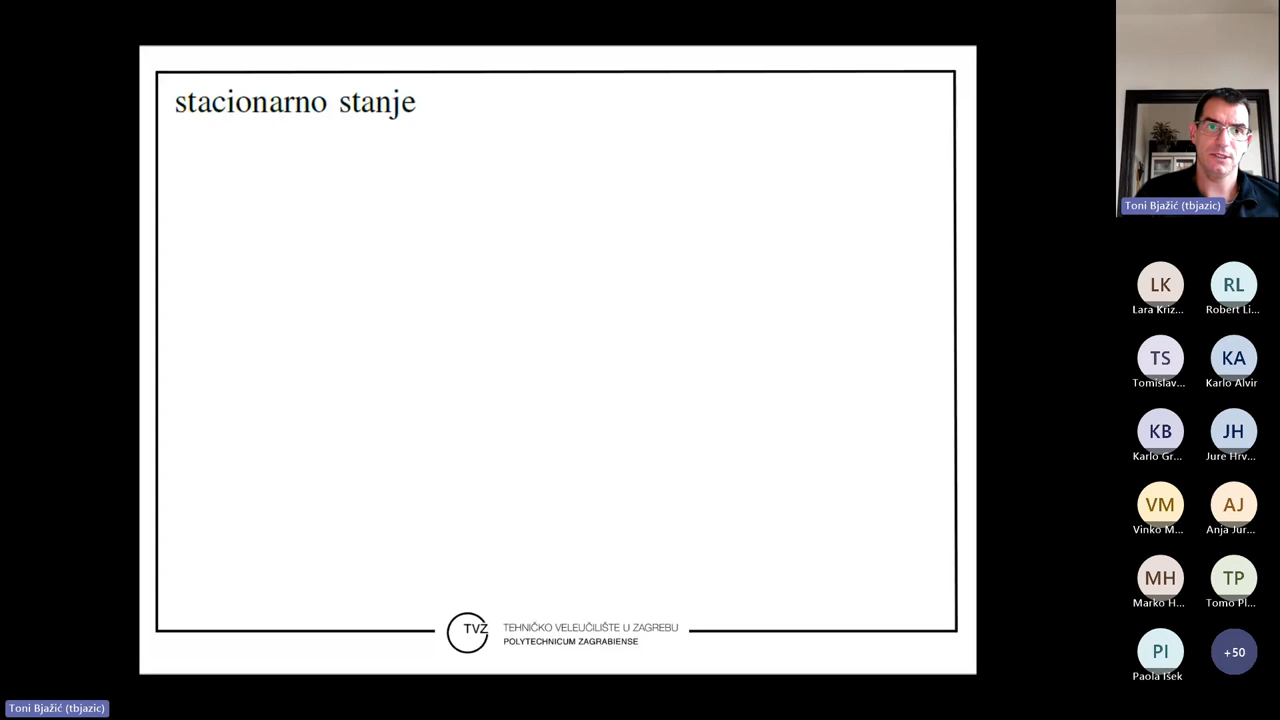 stacionarno stanje
TVZ
TEHNIČKO VELEUČILIŠTE U ZAGREBU
POLYTECHNICUM ZAGRABIENSE
Toni Bjažić (tbjazic)
LK
Lara Kriz...
RL
Robert Li...
TS
Tomislav...
KA
Karlo Alvir
KB
Karlo Gr...
JH
Jure Hrv...
VM
Vinko M...
AJ
Anja Jur...
MH
Marko H...
TP
Tomo Pl...
PI
Paola Išek
+50
Toni Bjažić (tbjazic)